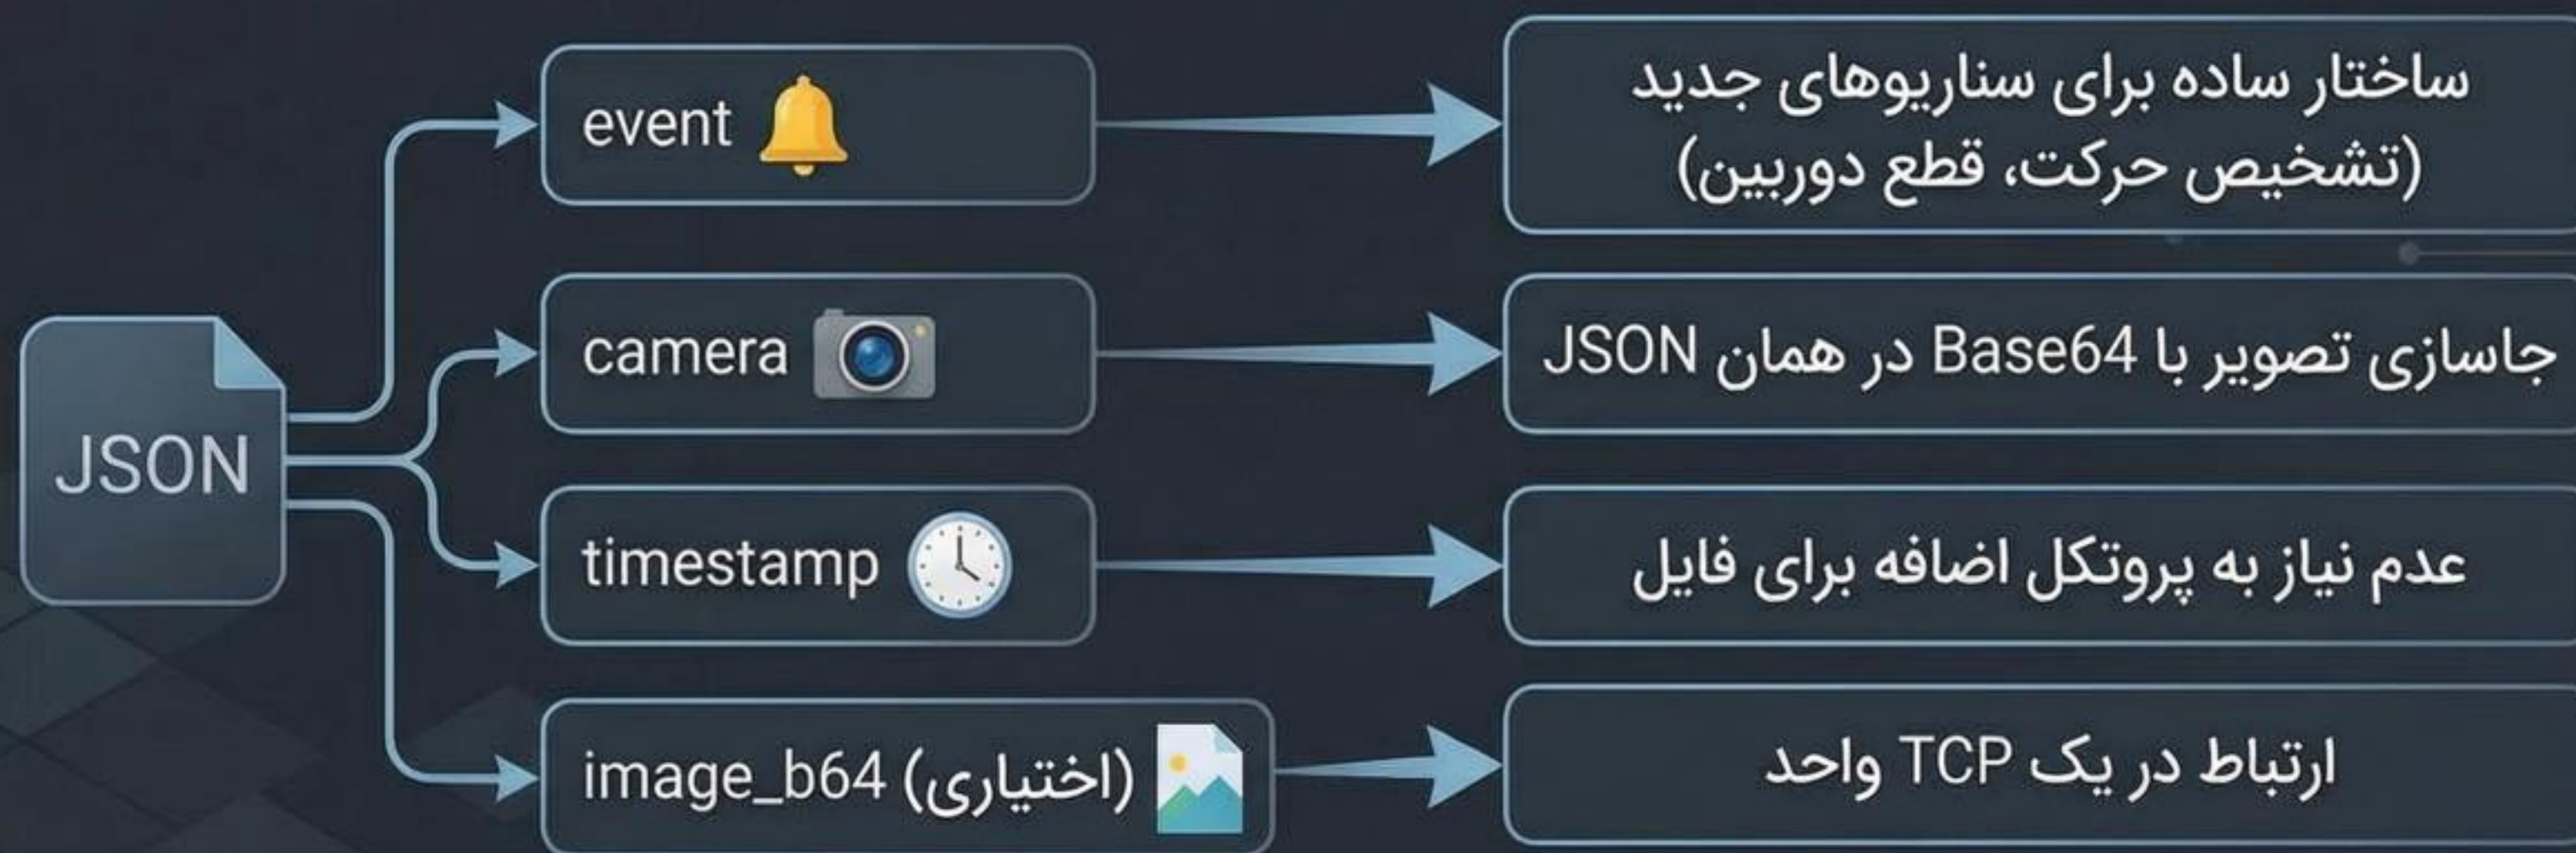 JSON
event
ساختار ساده برای سناریوهای جدید
(تشخیص حرکت، قطع دوربین)
camera
جاسازی تصویر با Base64 در همان JSON
timestamp
عدم نیاز به پروتکل اضافه برای فایل
image_b64 (اختیاری)
ارتباط در یک TCP واحد